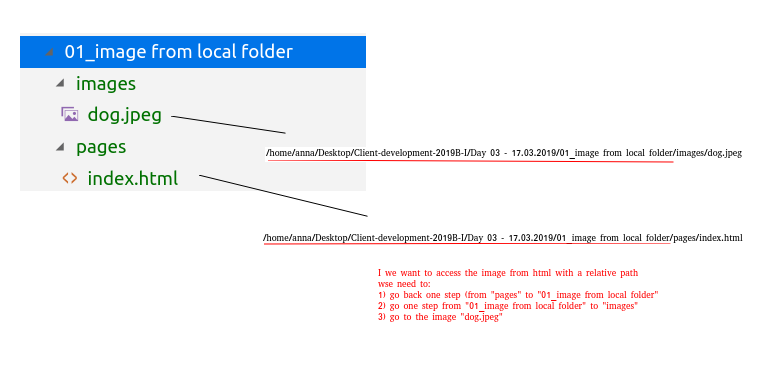 01_image from local folder
images
dog.jpeg
pages
index.html
/home/anna/Desktop/Client-development-2019B-I/Day 03 - 17.03.2019/01_image from local folder/images/dog.jpeg
/home/anna/Desktop/Client-development-2019B-I/Day 03 - 17.03.2019/01_image from local folder/pages/index.html
I we want to access the image from html with a relative path
wse need to:
1) go back one step (from "pages" to "01_image from local folder"
2) go one step from "01_image from local folder" to "images"
3) go to the image "dog.jpeg"